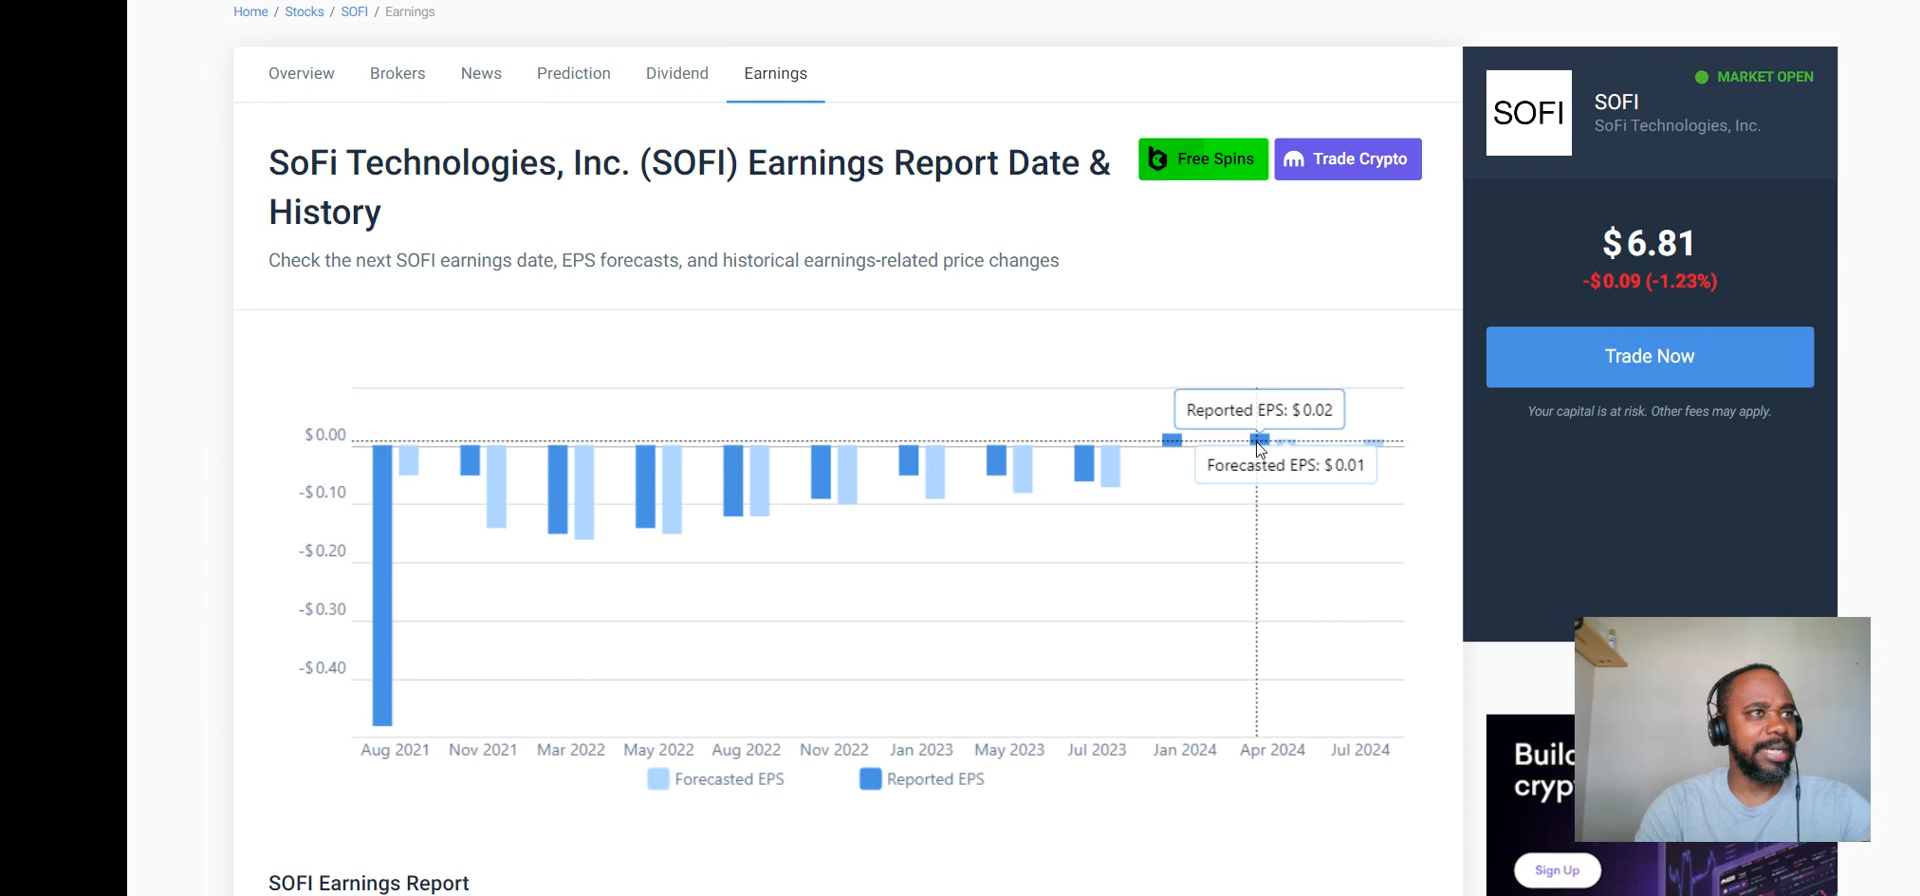 Home / Stocks / SOFI / Earnings
Overview Brokers News Prediction Dividend Earnings
SoFi Technologies, Inc. (SOFI) Earnings Report Date &
History
Free Spins
Trade Crypto
Check the next SOFI earnings date, EPS forecasts, and historical earnings-related price changes
MARKET OPEN
SOFI
SOFI
SoFi Technologies, Inc.
$6.81
-$0.09 (-1.23%)
Trade Now
Your capital is at risk. Other fees may apply.
Reported EPS: $0.02
Forecasted EPS: $0.01
$0.00
-$0.10
-$0.20
-$0.30
-$0.40
Aug 2021 Nov 2021 Mar 2022 May 2022 Aug 2022 Nov 2022 Jan 2023 May 2023 Jul 2023 Jan 2024 Apr 2024 Jul 2024
Forecasted EPS Reported EPS
SOFI Earnings Report
Sign Up